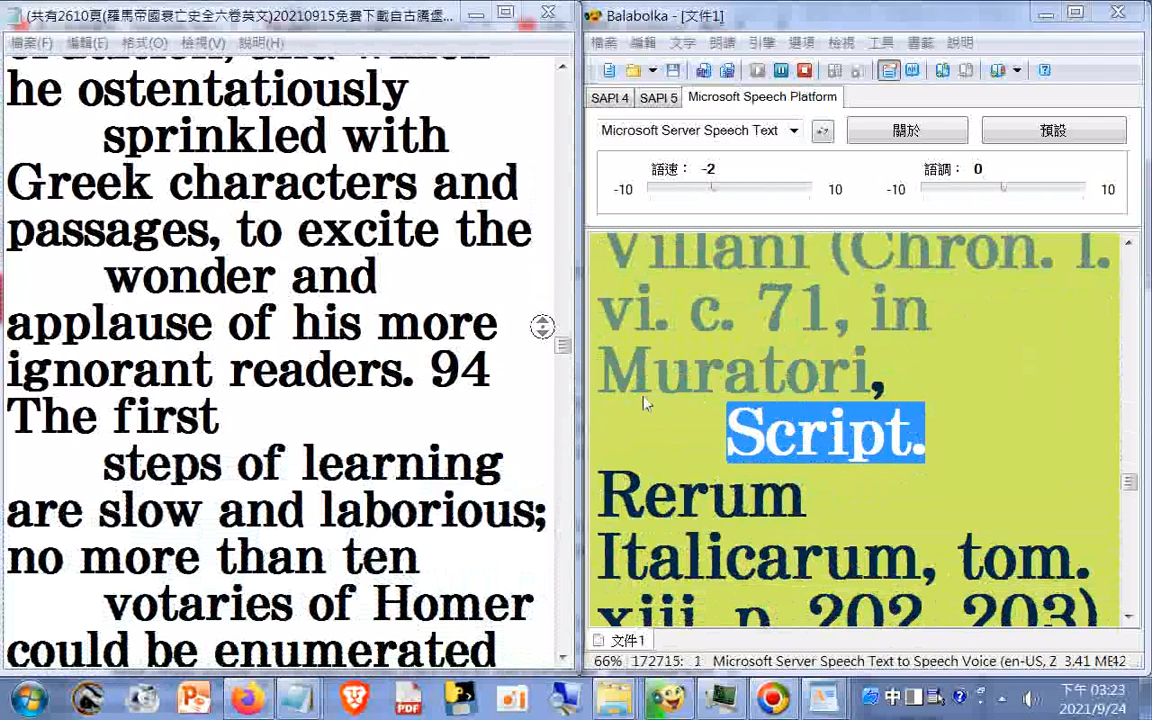 (共有2610頁(羅馬帝國衰亡史全六卷英文)20210915免費下載自古騰堡...
檔案(F) 編輯(E) 格式(O) 檢視(V) 說明(H)
he ostentatiously
sprinkled with
Greek characters and
passages, to excite the
wonder and
applause of his more
ignorant readers. 94
The first
steps of learning
are slow and laborious;
no more than ten
votaries of Homer
could be enumerated
Balabolka - [文件1]
檔案 編輯 文字 朗讀 引擎 選項 檢視 工具 書籤 說明
SAPI 4 SAPI 5 Microsoft Speech Platform
Microsoft Server Speech Text 關於 預設
語速： -2 語調： 0
-10 10 -10 10
Villani (Chron. l.
vi. c. 71, in
Muratori,
Script.
Rerum
Italicarum, tom.
xiii. p. 202, 203)
文件1
66% 172715: 1 Microsoft Server Speech Text to Speech Voice (en-US, Z 3.41 ME42
中 下午 03:23
2021/9/24